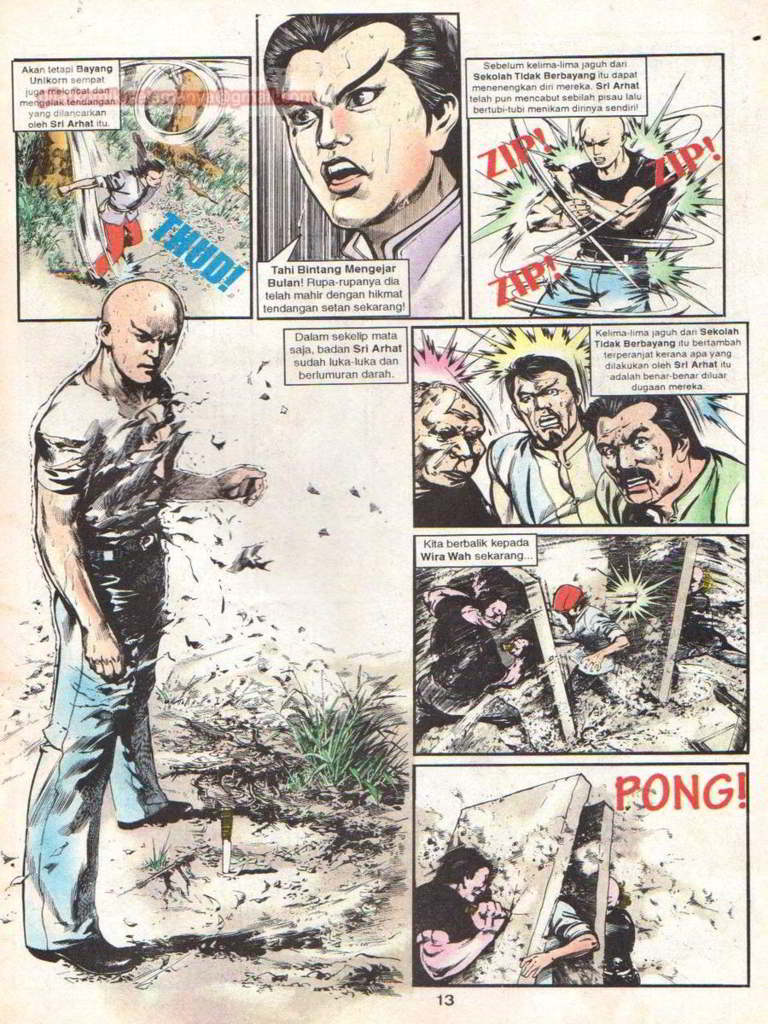 Akan tetapi Bayang
Unikorn sempat
juga meloncat dan
mengelak tendangan
yang dilancarkan
oleh Sri Arhat itu.
THUD!
Tahi Bintang Mengejar
Bulan! Rupa-rupanya dia
telah mahir dengan hikmat
tendangan setan sekarang!
Sebelum kelima-lima jaguh dari
Sekolah Tidak Berbayang itu dapat
menenengkan diri mereka. Sri Arhat
telah pun mencabut sebilah pisau lalu
bertubi-tubi menikam dirinya sendiri!
ZIP!
ZIP!
ZIP!
Dalam sekelip mata
saja, badan Sri Arhat
sudah luka-luka dan
berlumuran darah.
Kelima-lima jaguh dari Sekolah
Tidak Berbayang itu bertambah
terperanjat kerana apa yang
dilakukan oleh Sri Arhat itu
adalah benar-benar diluar
dugaan mereka.
Kita berbalik kepada
Wira Wah sekarang...
PONG!
13